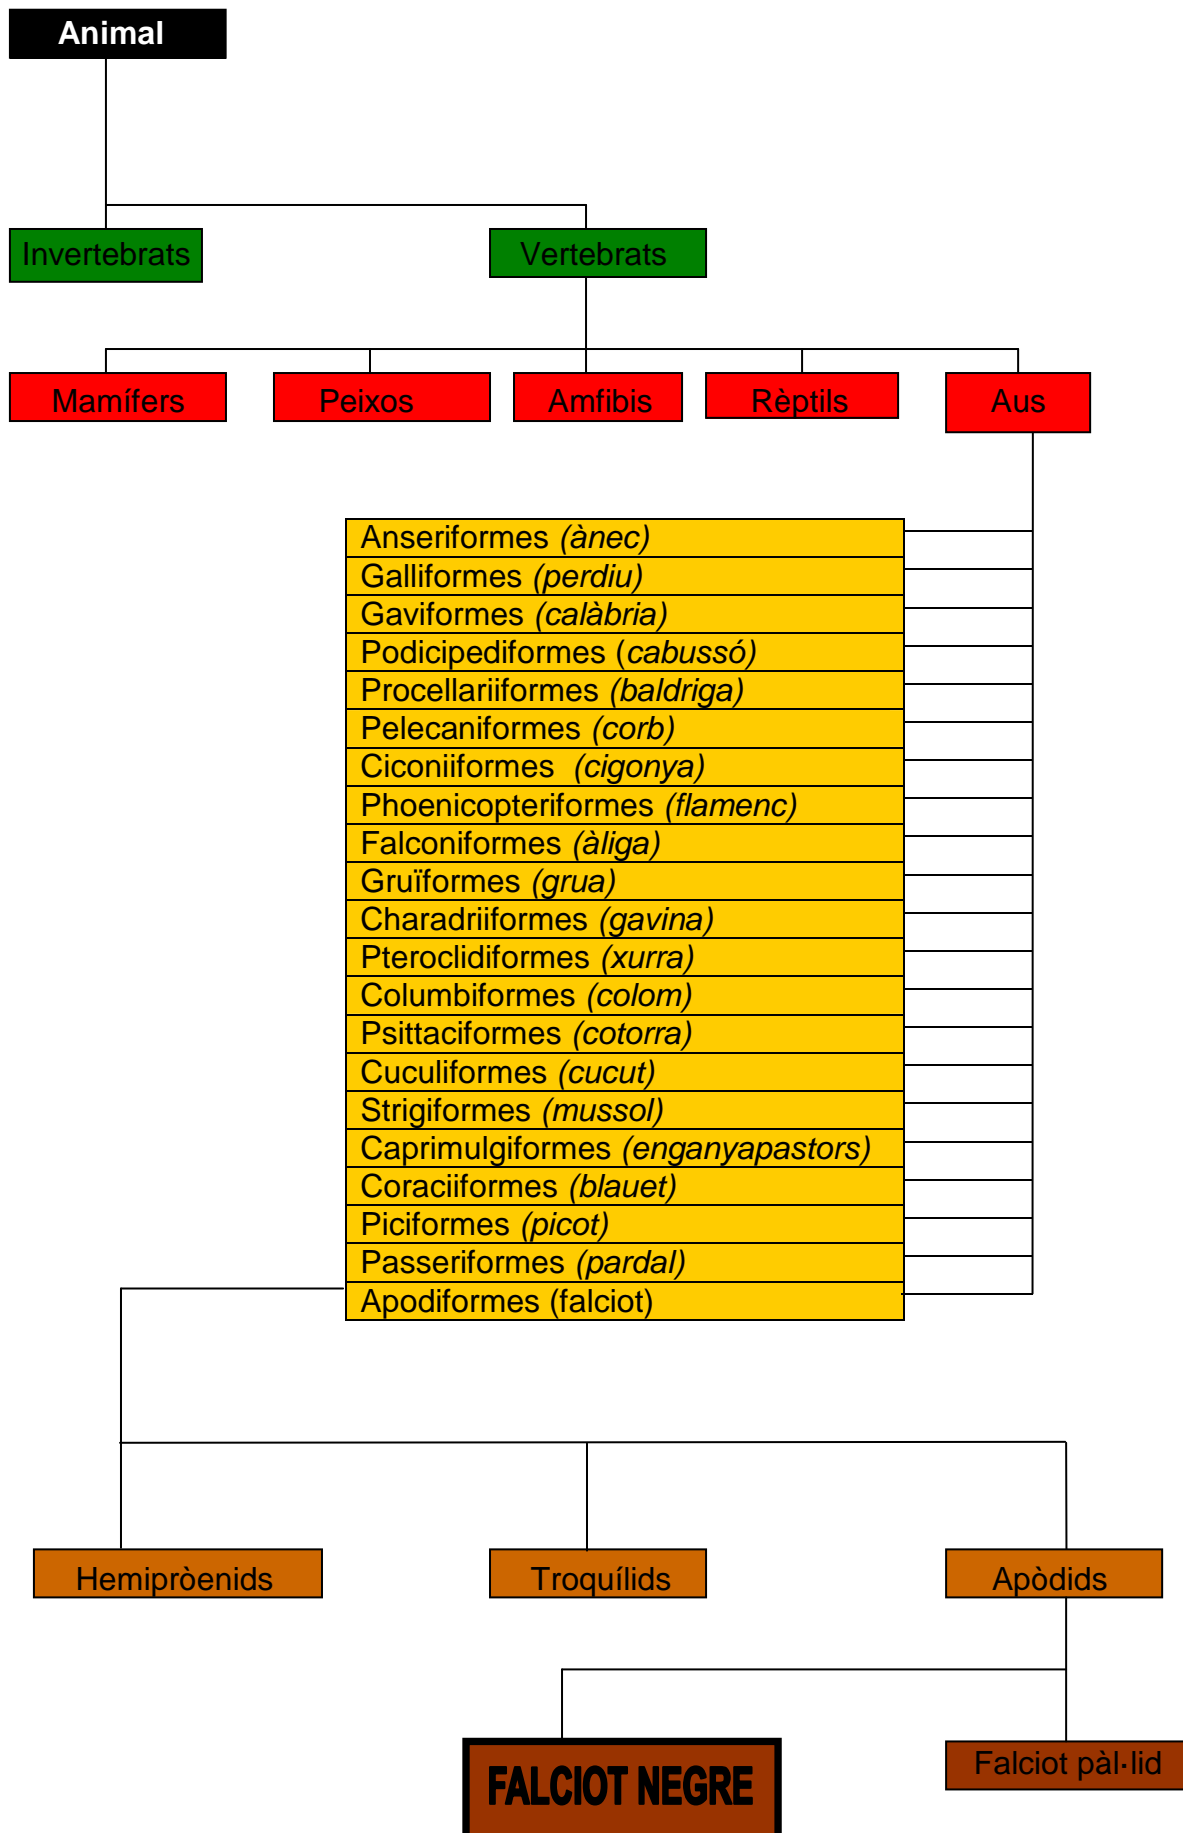 Animal
Invertebrats
Vertebrats
Mamífers
Peixos
Amfibis
Rèptils
Aus
Anseriformes (ànec)
Galliformes (perdiu)
Gaviformes (calàbria)
Podicipediformes (cabussó)
Procellariiformes (baldriga)
Pelecaniformes (corb)
Ciconiiformes (cigonya)
Phoenicopteriformes (flamenc)
Falconiformes (àliga)
Gruïformes (grua)
Charadriiformes (gavina)
Pteroclidiformes (xurra)
Columbiformes (colom)
Psittaciformes (cotorra)
Cuculiformes (cucut)
Strigiformes (mussol)
Caprimulgiformes (enganyapastors)
Coraciiformes (blauet)
Piciformes (picot)
Passeriformes (pardal)
Apodiformes (falciot)
Hemipròenids
Troquílids
Apòdids
FALCIOT NEGRE
Falciot pàl·lid